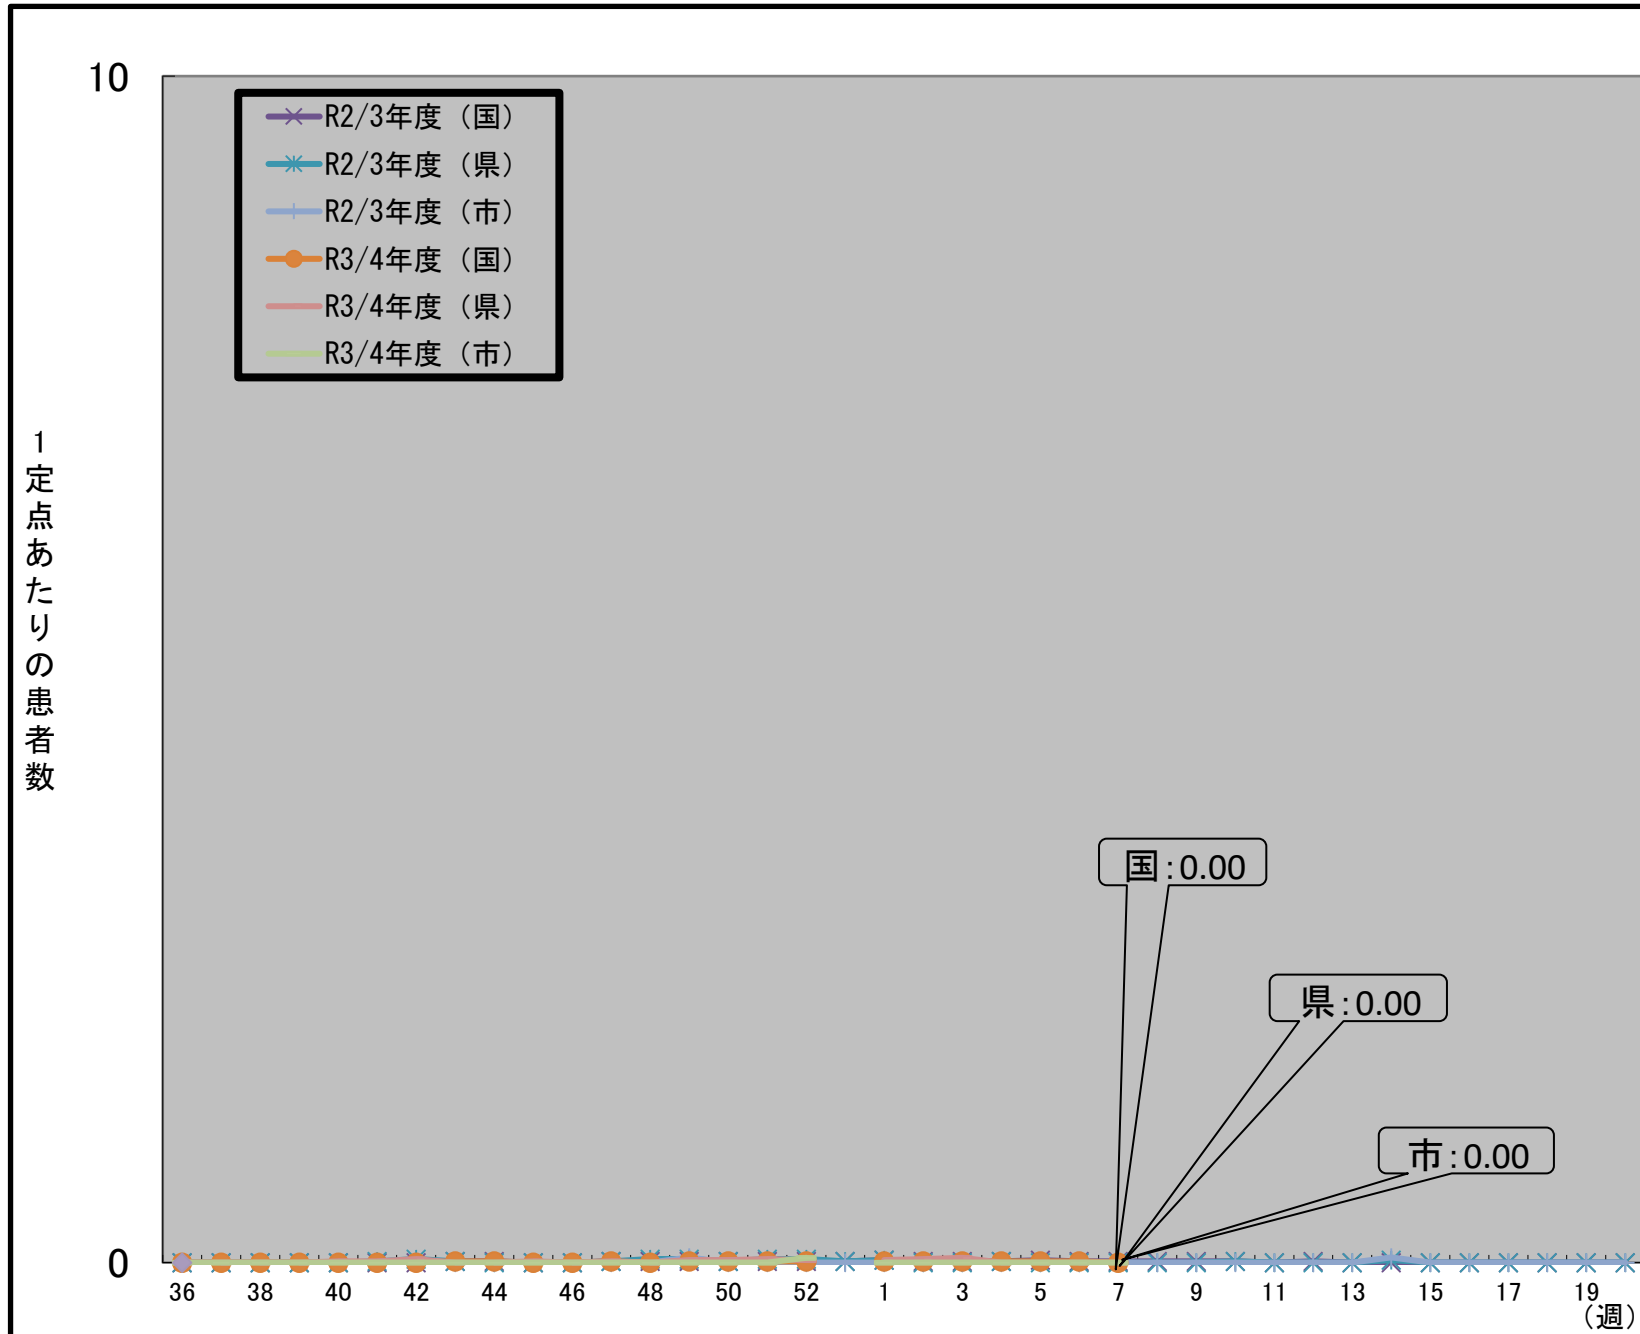 10
R2/3年度（国）
R2/3年度（県）
R2/3年度（市）
R3/4年度（国）
R3/4年度（県）
R3/4年度（市）
1定点あたりの患者数
国:0.00
県:0.00
市:0.00
0
36 38 40 42 44 46 48 50 52 1 3 5 7 9 11 13 15 17 19
（週）